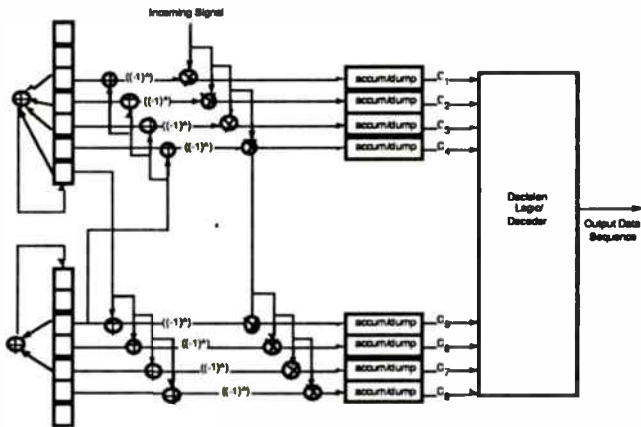 Incoming Signal
((-1)^) accum/dump C1
((-1)^) accum/dump C2
((-1)^) accum/dump C3
((-1)^) accum/dump C4
Decision
Logic/
Decoder
Output Data
Sequence
((-1)^) accum/dump C5
((-1)^) accum/dump C6
((-1)^) accum/dump C7
((-1)^) accum/dump C8